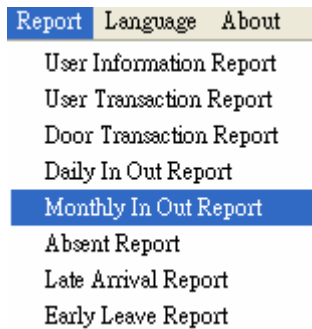 Report Language About
User Information Report
User Transaction Report
Door Transaction Report
Daily In Out Report
Monthly In Out Report
Absent Report
Late Arrival Report
Early Leave Report